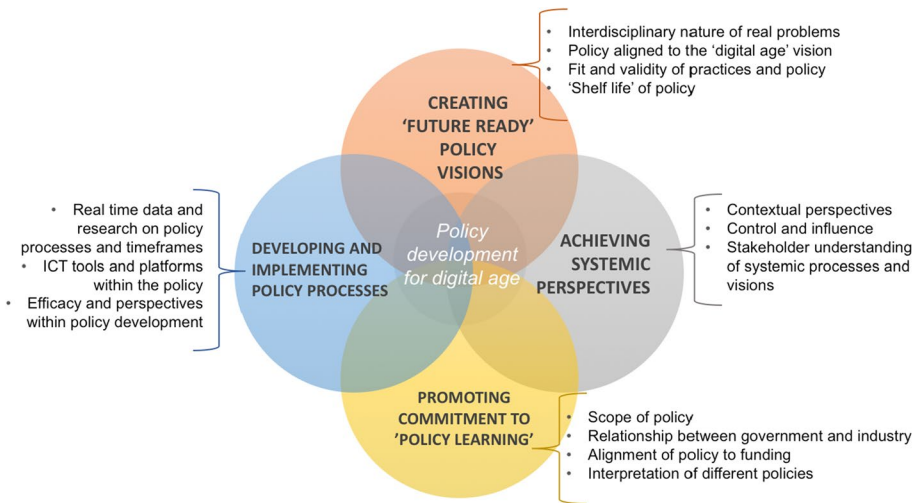 • Interdisciplinary nature of real problems
• Policy aligned to the ‘digital age’ vision
• Fit and validity of practices and policy
• ‘Shelf life’ of policy
CREATING
‘FUTURE READY’
POLICY
VISIONS
• Real time data and
research on policy
processes and timeframes
• ICT tools and platforms
within the policy
• Efficacy and perspectives
within policy development
DEVELOPING AND
IMPLEMENTING
POLICY PROCESSES
Policy
development
for digital age
ACHIEVING
SYSTEMIC
PERSPECTIVES
• Contextual perspectives
• Control and influence
• Stakeholder understanding
of systemic processes and
visions
PROMOTING
COMMITMENT TO
’POLICY LEARNING’
• Scope of policy
• Relationship between government and industry
• Alignment of policy to funding
• Interpretation of different policies